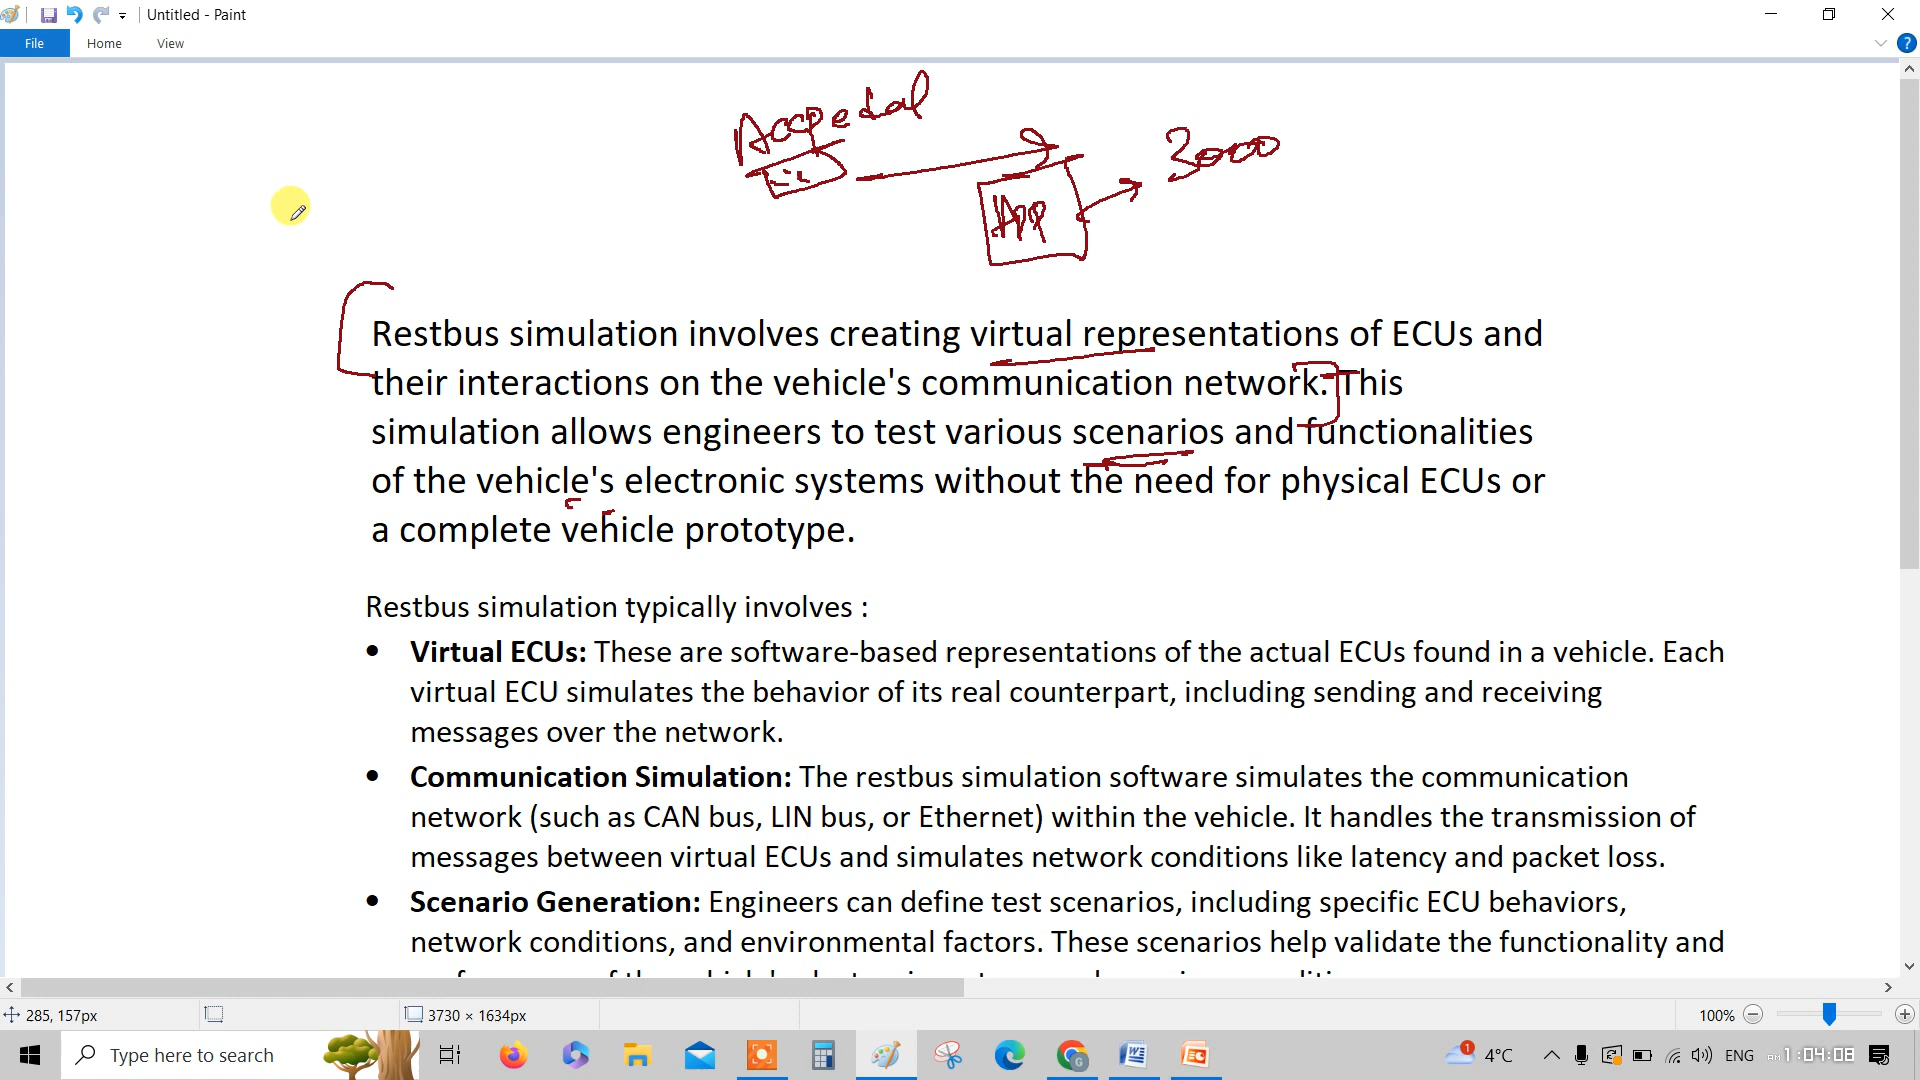 Untitled - Paint
File
Home
View
Accpedal
App
3000
Restbus simulation involves creating virtual representations of ECUs and
their interactions on the vehicle's communication network. This
simulation allows engineers to test various scenarios and functionalities
of the vehicle's electronic systems without the need for physical ECUs or
a complete vehicle prototype.
Restbus simulation typically involves :
• Virtual ECUs: These are software-based representations of the actual ECUs found in a vehicle. Each
virtual ECU simulates the behavior of its real counterpart, including sending and receiving
messages over the network.
• Communication Simulation: The restbus simulation software simulates the communication
network (such as CAN bus, LIN bus, or Ethernet) within the vehicle. It handles the transmission of
messages between virtual ECUs and simulates network conditions like latency and packet loss.
• Scenario Generation: Engineers can define test scenarios, including specific ECU behaviors,
network conditions, and environmental factors. These scenarios help validate the functionality and
285, 157px
3730 × 1634px
100%
Type here to search
1
4°C
ENG
AM 1:04:08